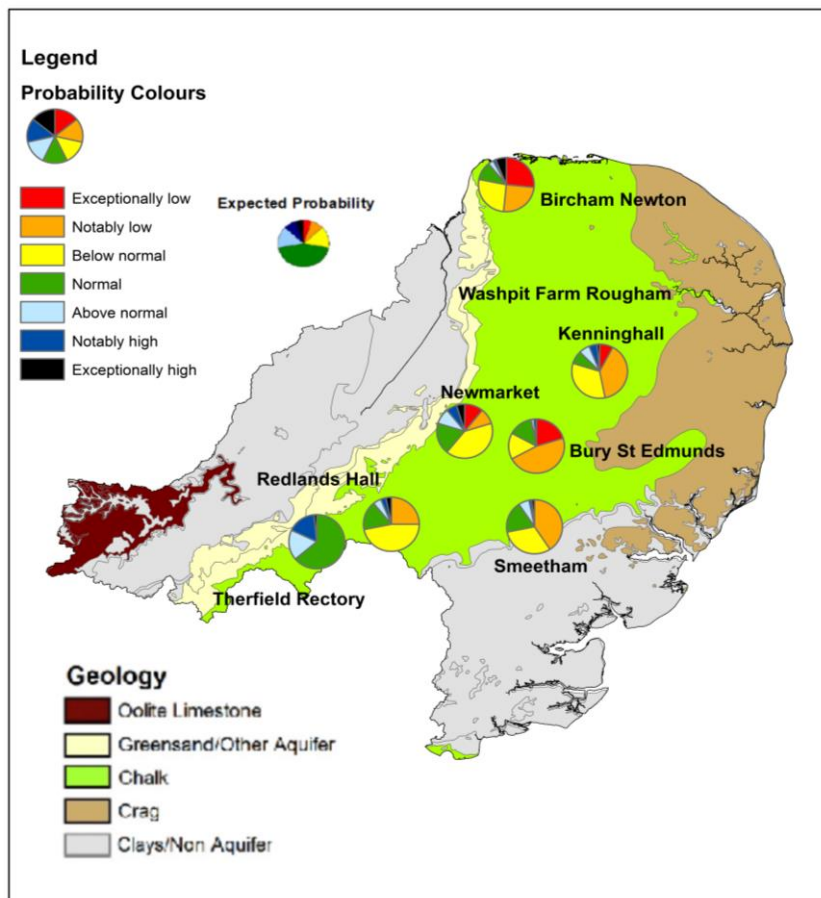 Legend
Probability Colours
Exceptionally low
Notably low
Below normal
Normal
Above normal
Notably high
Exceptionally high
Expected Probability
Bircham Newton
Washpit Farm Rougham
Kenninghall
Newmarket
Bury St Edmunds
Redlands Hall
Smeetham
Therfield Rectory
Geology
Oolite Limestone
Greensand/Other Aquifer
Chalk
Crag
Clays/Non Aquifer